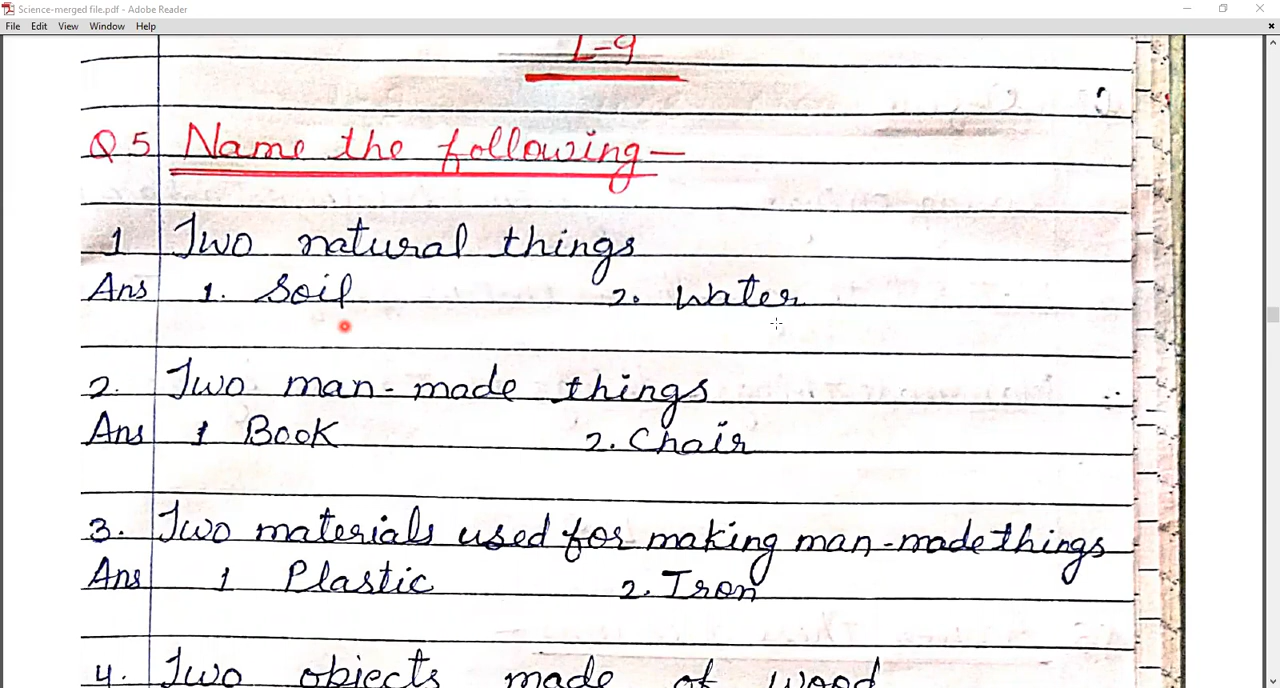 Science-merged file.pdf - Adobe Reader
File Edit View Window Help
L-9
Q5 Name the following-
1 Two natural things
Ans 1. Soil 2. Water
2. Two man-made things
Ans 1 Book 2. Chair
3. Two materials used for making man-made things
Ans 1 Plastic 2. Iron
4. Two objects made of wood